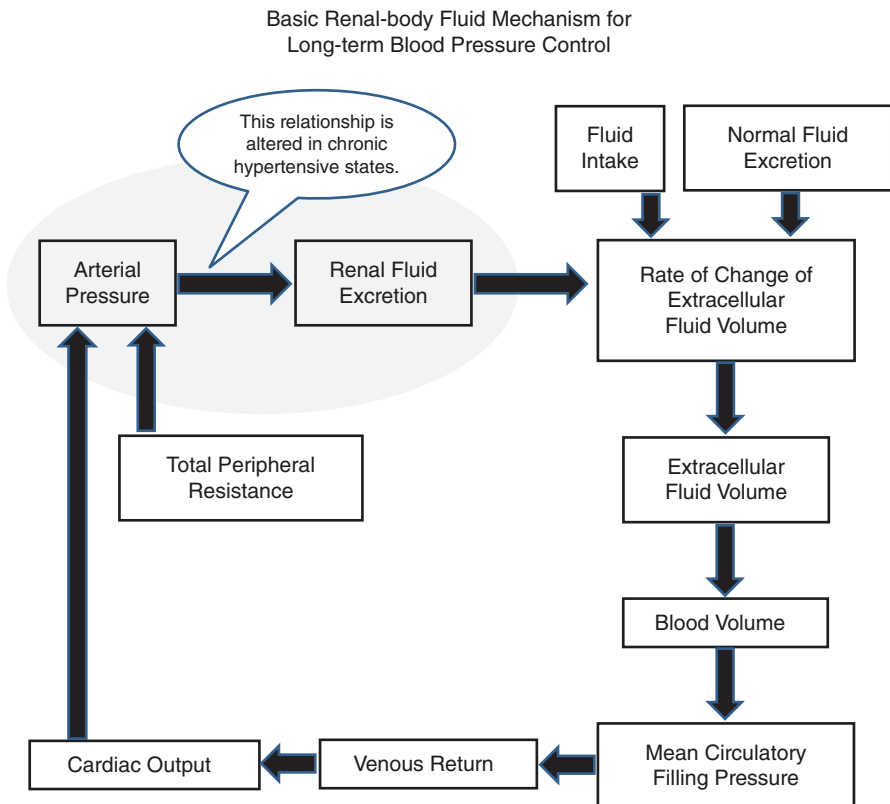 Basic Renal-body Fluid Mechanism for
Long-term Blood Pressure Control
This relationship is
altered in chronic
hypertensive states.
Fluid
Intake
Normal Fluid
Excretion
Arterial
Pressure
Renal Fluid
Excretion
Rate of Change of
Extracellular
Fluid Volume
Total Peripheral
Resistance
Extracellular
Fluid Volume
Blood Volume
Cardiac Output
Venous Return
Mean Circulatory
Filling Pressure